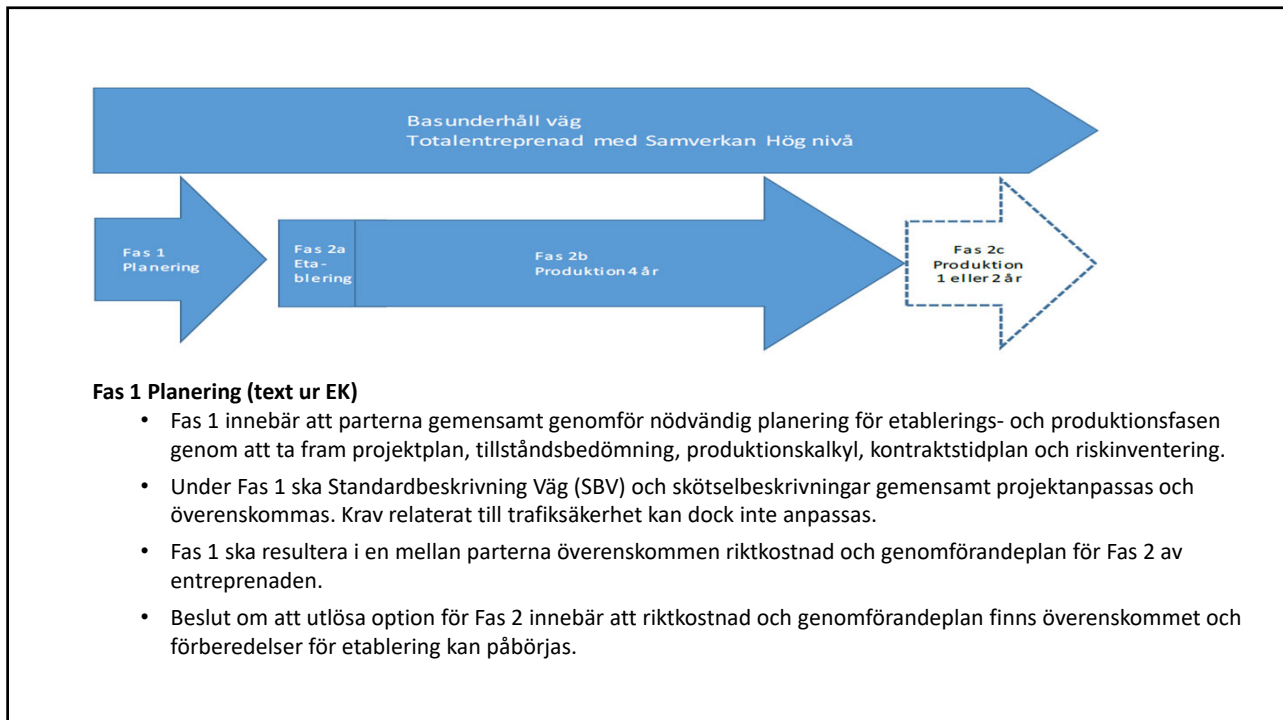 Basunderhåll väg
Totalentreprenad med Samverkan Hög nivå
Fas 1
Planering
Fas 2a
Eta-
blering
Fas 2b
Produktion 4 år
Fas 2c
Produktion
1 eller 2 år
Fas 1 Planering (text ur EK)
• Fas 1 innebär att parterna gemensamt genomför nödvändig planering för etablerings- och produktionsfasen
genom att ta fram projektplan, tillståndsbedömning, produktionskalkyl, kontraktstidplan och riskinventering.
• Under Fas 1 ska Standardbeskrivning Väg (SBV) och skötselbeskrivningar gemensamt projektanpassas och
överenskommas. Krav relaterat till trafiksäkerhet kan dock inte anpassas.
• Fas 1 ska resultera i en mellan parterna överenskommen riktkostnad och genomförandeplan för Fas 2 av
entreprenaden.
• Beslut om att utlösa option för Fas 2 innebär att riktkostnad och genomförandeplan finns överenskommet och
förberedelser för etablering kan påbörjas.